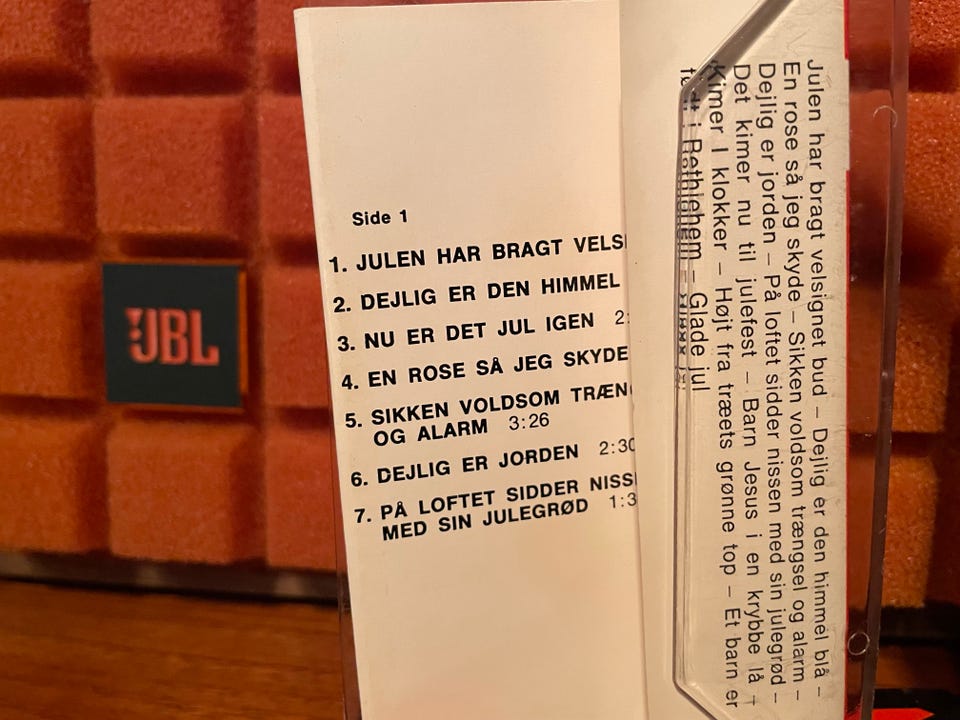 JBL
Side 1
1. JULEN HAR BRAGT
2. DEJLIG ER DEN HIMMEL
3. NU ER DET JUL IGEN 2:
4. EN ROSE SÅ JEG SKYDE
5. SIKKEN VOLDSOM
OG ALARM 3:26
6. DEJLIG ER JORDEN 2:30
7. PÅ LOFTET SIDDER
MED SIN JULEGRØD
Julen har bragt velsignet bud – Dejlig er den himmel blå –
En rose så jeg skyde – Sikken voldsom trængsel og alarm –
Dejlig er jorden – På loftet sidder nissen med sin julegrød –
Det kimer nu til julefest – Barn Jesus i en krybbe lå –
Kimer I klokker – Højt fra træets grønne top – Et barn er
født i Bethlehem – Glade jul